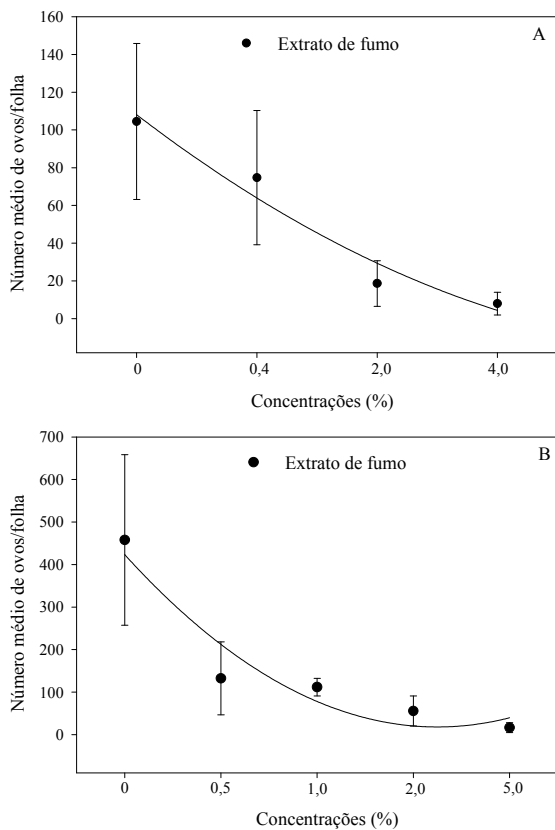 A
Extrato de fumo
Número médio de ovos/folha
160
140
120
100
80
60
40
20
0
0 0,4 2,0 4,0
Concentrações (%)
B
Extrato de fumo
Número médio de ovos/folha
700
600
500
400
300
200
100
0
0 0,5 1,0 2,0 5,0
Concentrações (%)